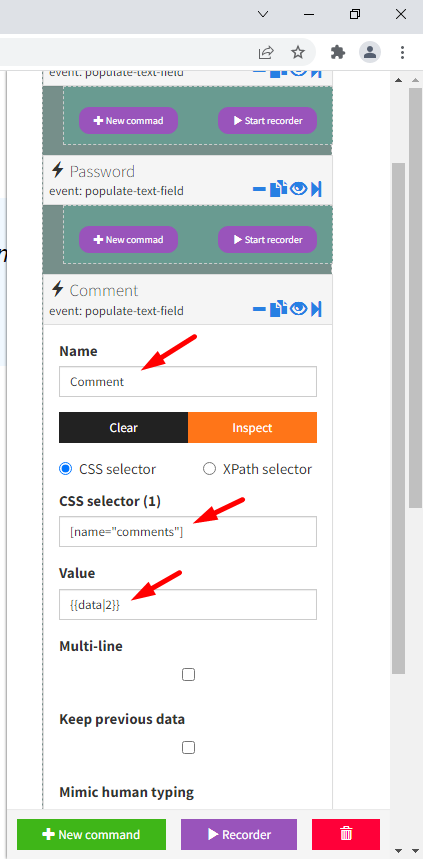 event: populate-text-field
New commad Start recorder
Password
event: populate-text-field
New commad Start recorder
Comment
event: populate-text-field
Name
Comment
Clear Inspect
CSS selector XPath selector
CSS selector (1)
[name="comments"]
Value
{{data|2}}
Multi-line
Keep previous data
Mimic human typing
New command Recorder